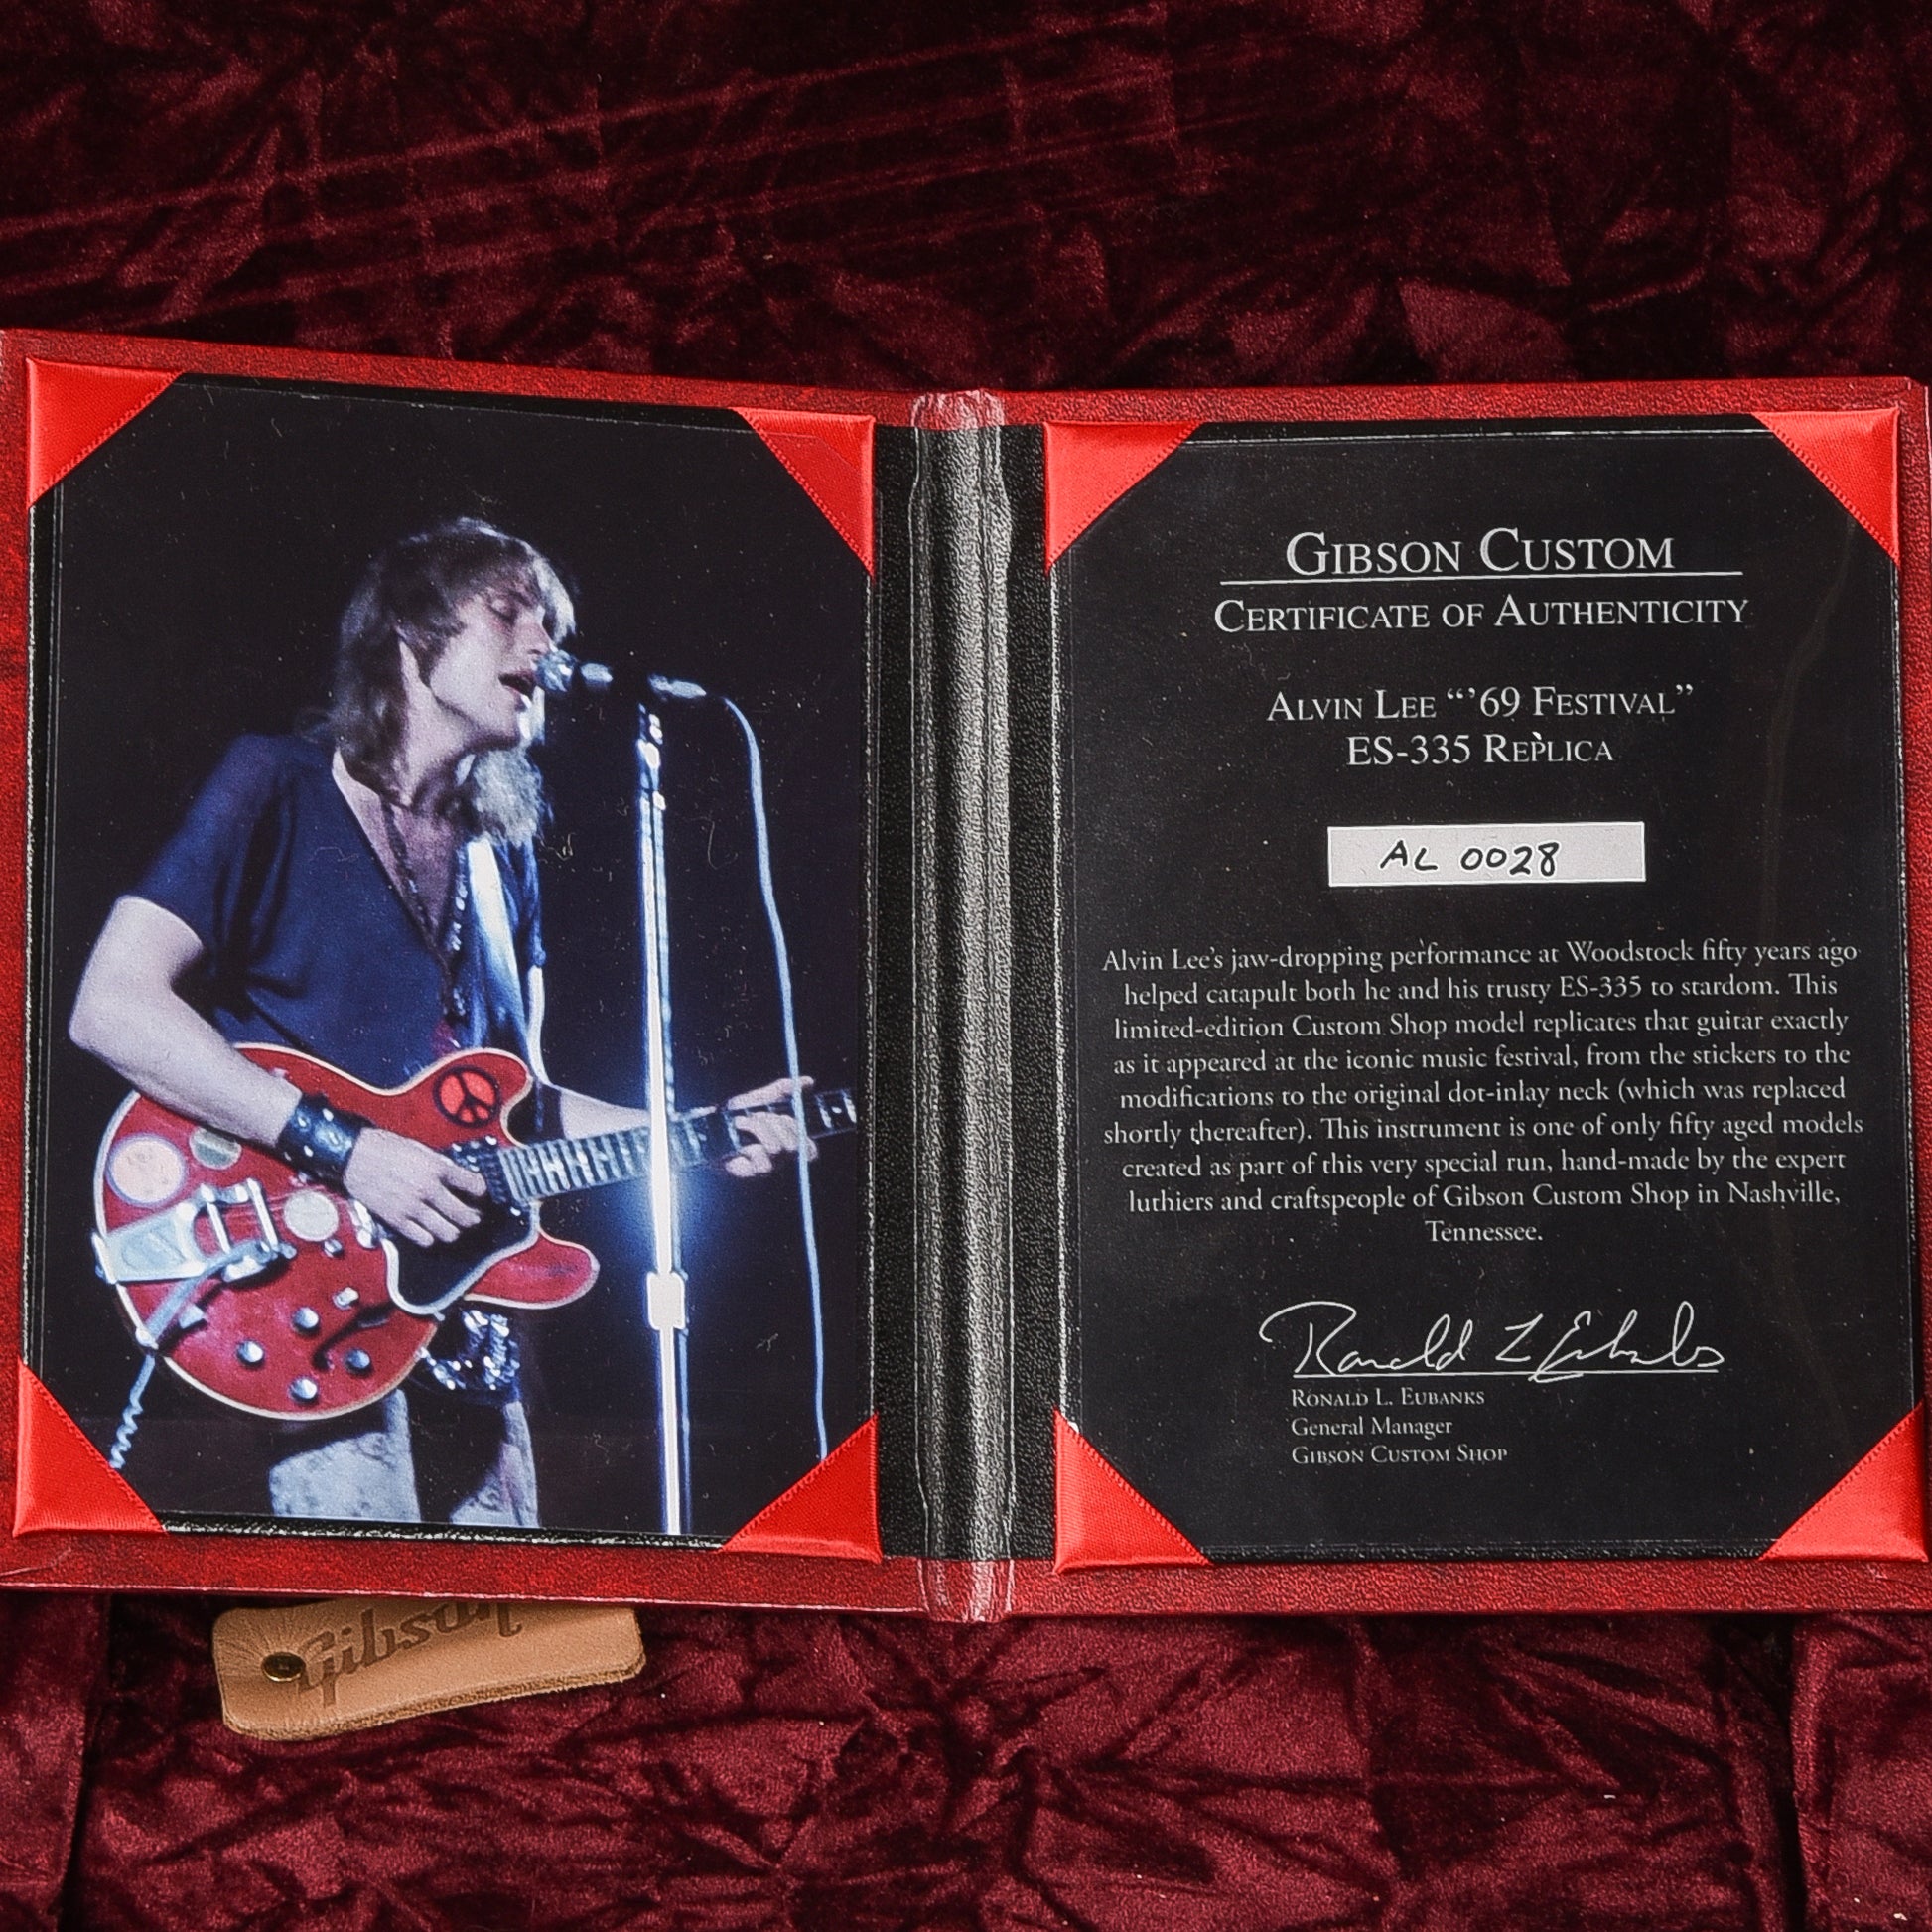 GIBSON CUSTOM
CERTIFICATE OF AUTHENTICITY
ALVIN LEE “’69 FESTIVAL”
ES-335 REPLICA
AL 0028
Alvin Lee’s jaw-dropping performance at Woodstock fifty years ago
helped catapult both he and his trusty ES-335 to stardom. This
limited-edition Custom Shop model replicates that guitar exactly
as it appeared at the iconic music festival, from the stickers to the
modifications to the original dot-inlay neck (which was replaced
shortly thereafter). This instrument is one of only fifty aged models
created as part of this very special run, hand-made by the expert
luthiers and craftspeople of Gibson Custom Shop in Nashville,
Tennessee.
Ronald L Eubanks
RONALD L. EUBANKS
General Manager
GIBSON CUSTOM SHOP
Gibson